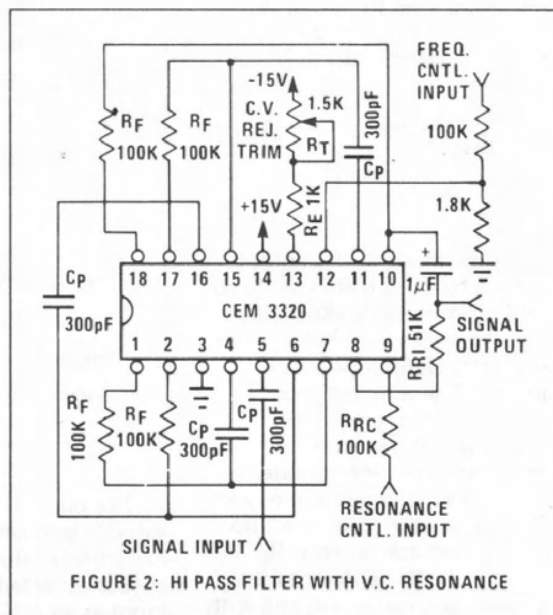 FREQ.
CNTL.
INPUT
-15V
1.5K
C.V.
REJ.
TRIM
RT
300pF
CP
100K
RF
100K
RF
100K
+15V
RE 1K
1.8K
CP
300pF
18 17 16 15 14 13 12 11 10
CEM 3320
1 2 3 4 5 6 7 8 9
+
1µF
SIGNAL
OUTPUT
RRI 51K
RF
100K
RF
100K
CP
300pF
CP
300pF
RRC
100K
SIGNAL INPUT
RESONANCE
CNTL. INPUT
FIGURE 2: HI PASS FILTER WITH V.C. RESONANCE